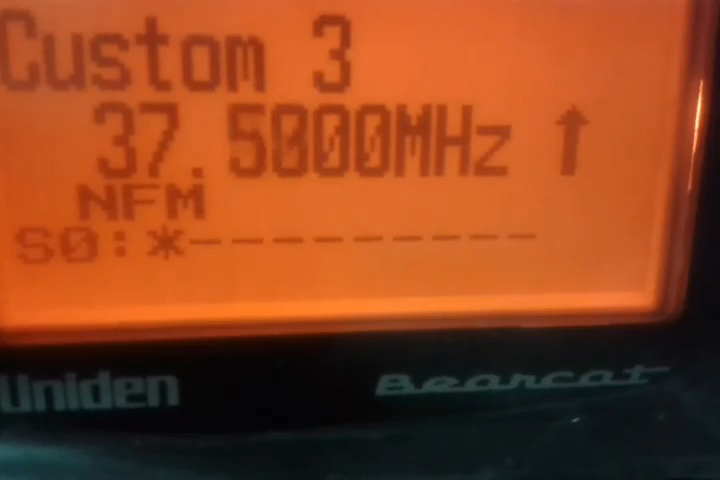 Custom 3
37.5000MHz ↑
NFM
S0:*---------
Uniden Bearcat